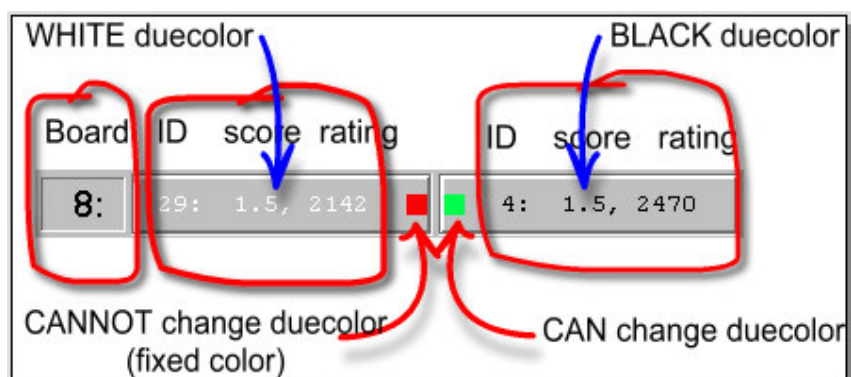 WHITE duecolor BLACK duecolor
Board ID score rating ID score rating
8: 29: 1.5, 2142 4: 1.5, 2470
CANNOT change duecolor CAN change duecolor
(fixed color)